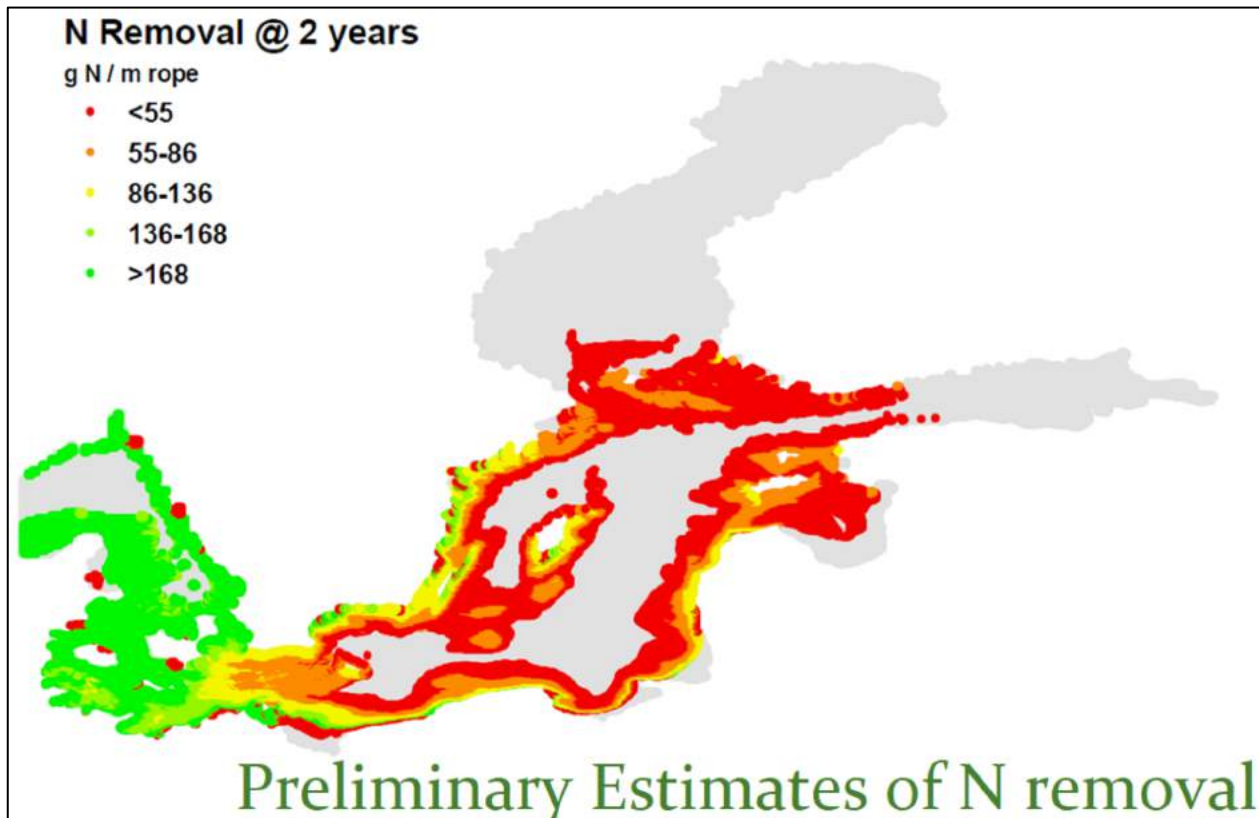 N Removal @ 2 years
g N / m rope
<55
55-86
86-136
136-168
>168
Preliminary Estimates of N removal